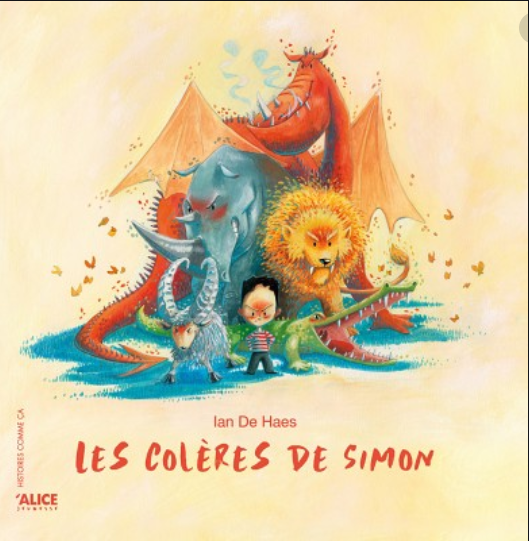 Ian De Haes
LES COLÈRES DE SIMON
HISTOIRES COMME ÇA
'ALICE
JEUNESSE